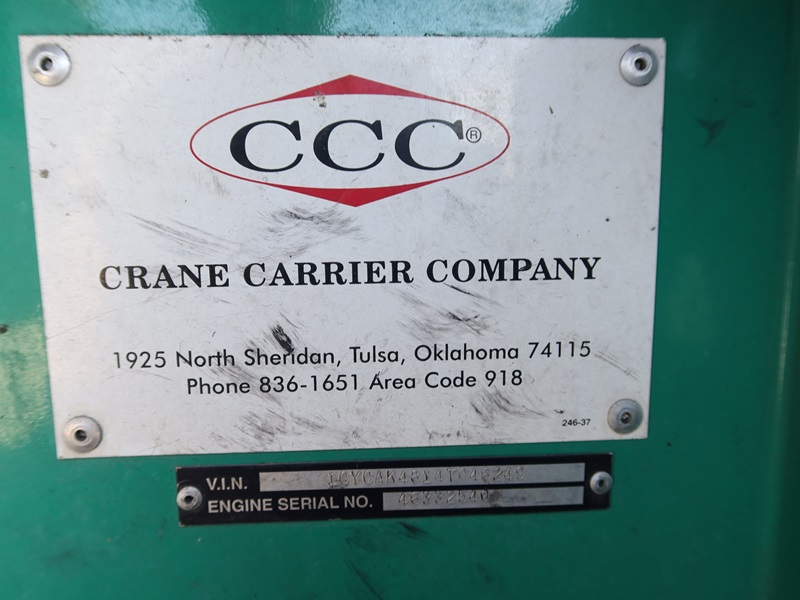 CCC®
CRANE CARRIER COMPANY
1925 North Sheridan, Tulsa, Oklahoma 74115
Phone 836-1651 Area Code 918
246-37
V.I.N.
ENGINE SERIAL NO. 46332540